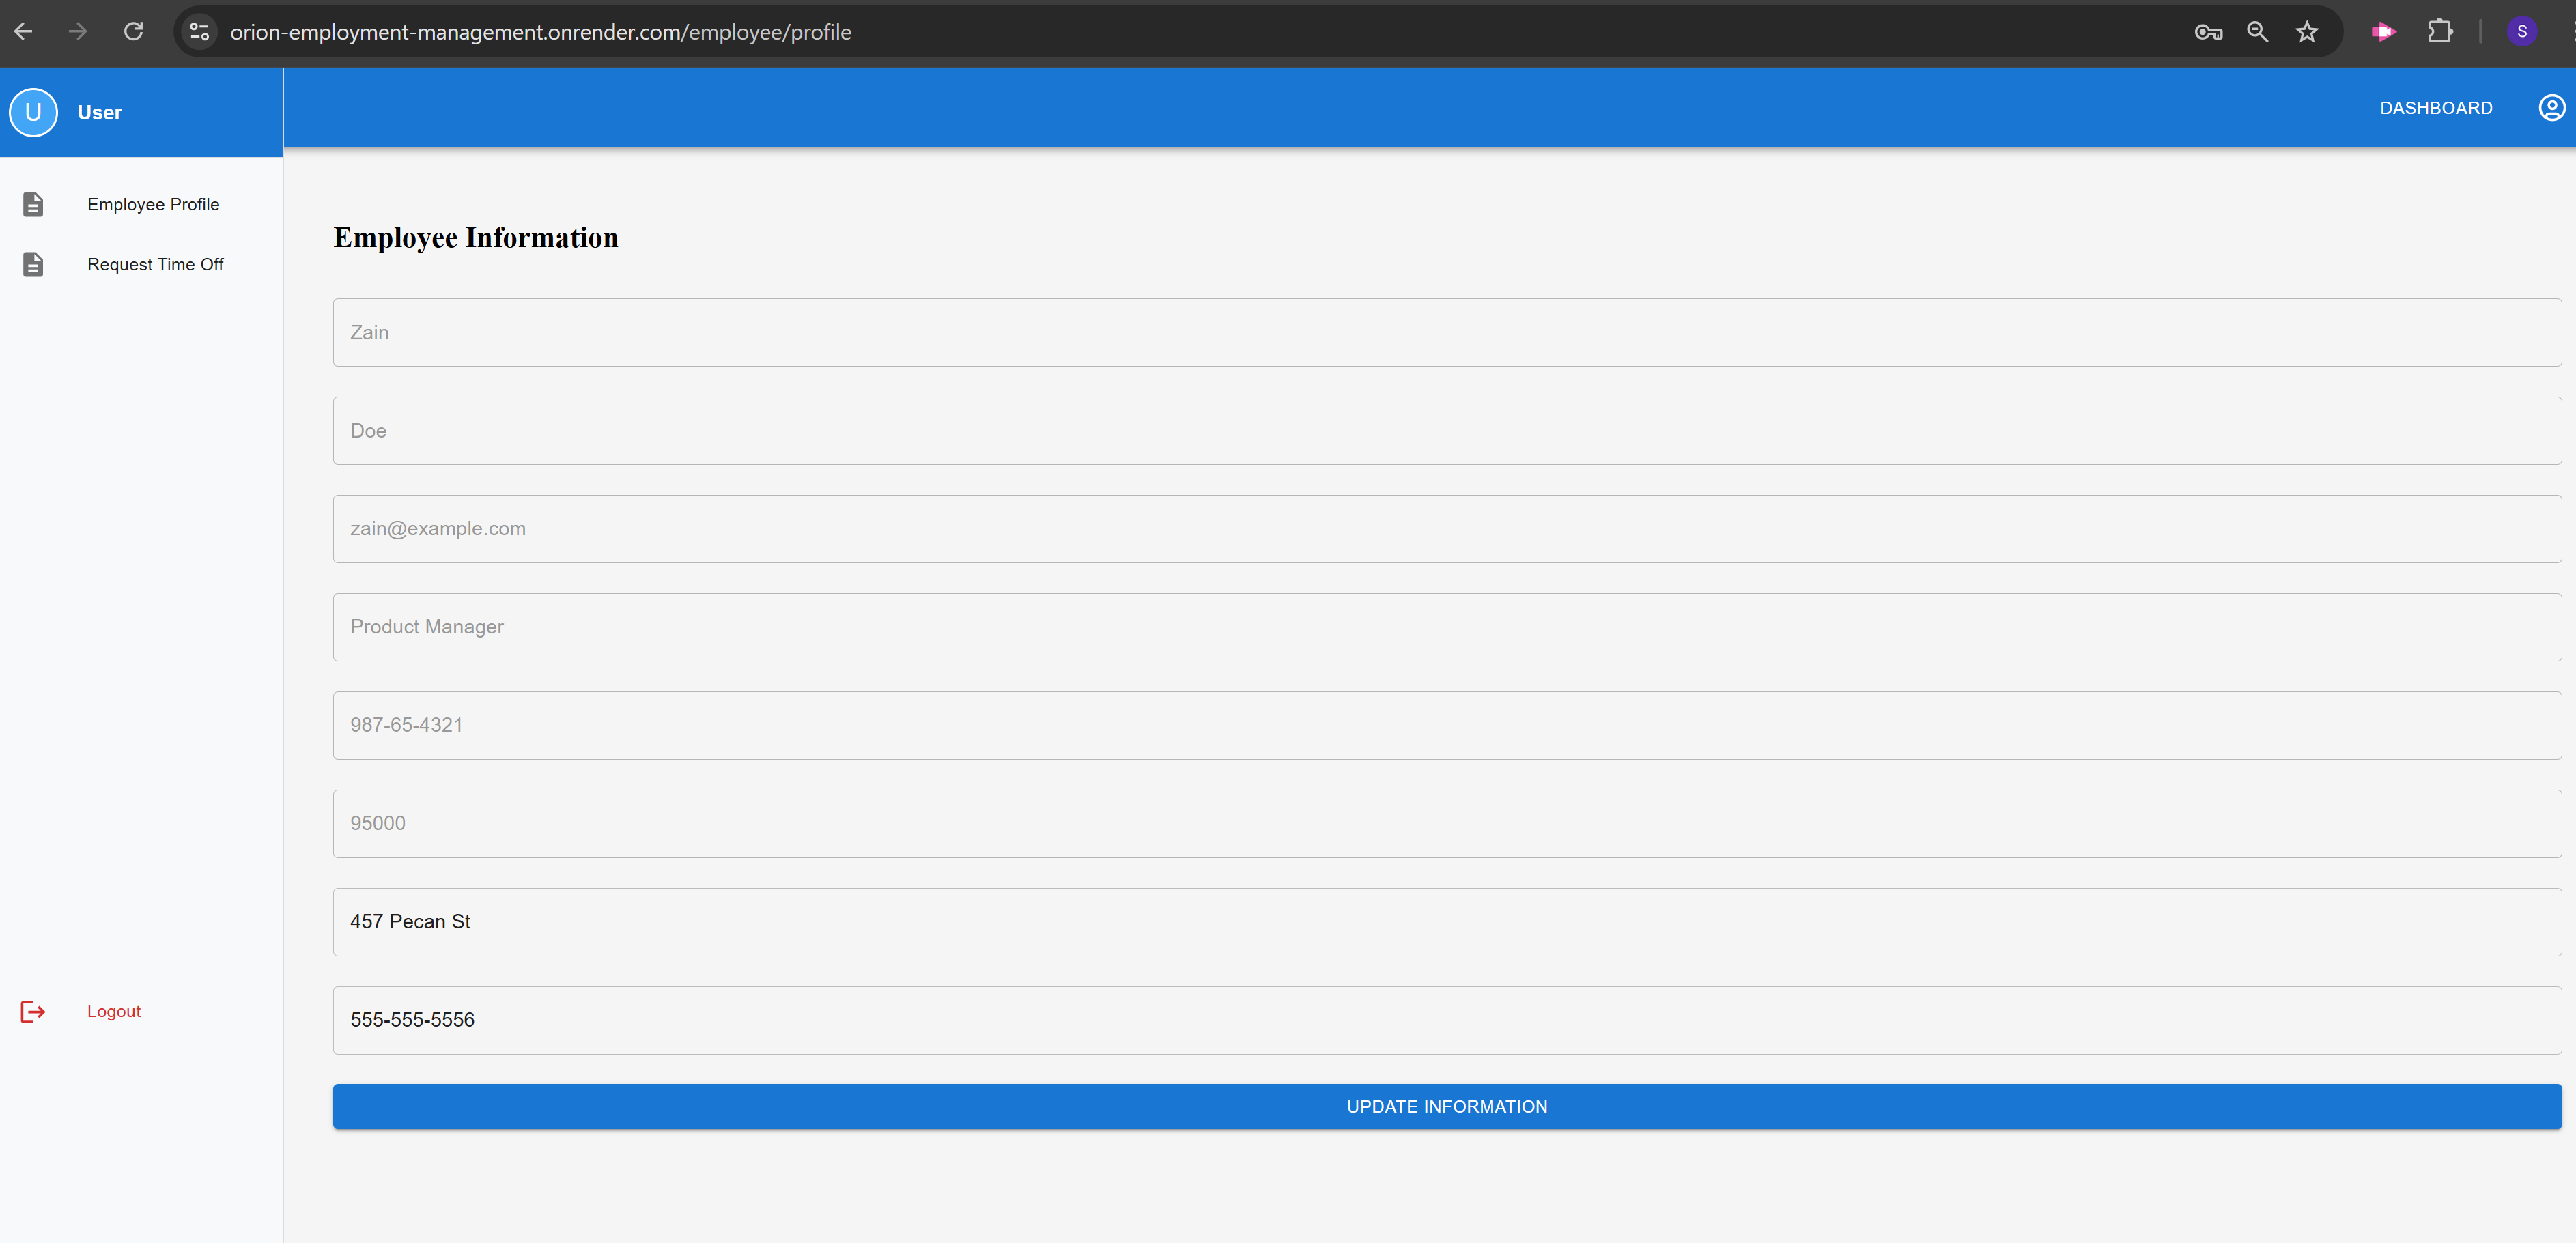 orion-employment-management.onrender.com/employee/profile
S
U
User
DASHBOARD
Employee Profile
Request Time Off
Logout
Employee Information
Zain
Doe
zain@example.com
Product Manager
987-65-4321
95000
457 Pecan St
555-555-5556
UPDATE INFORMATION